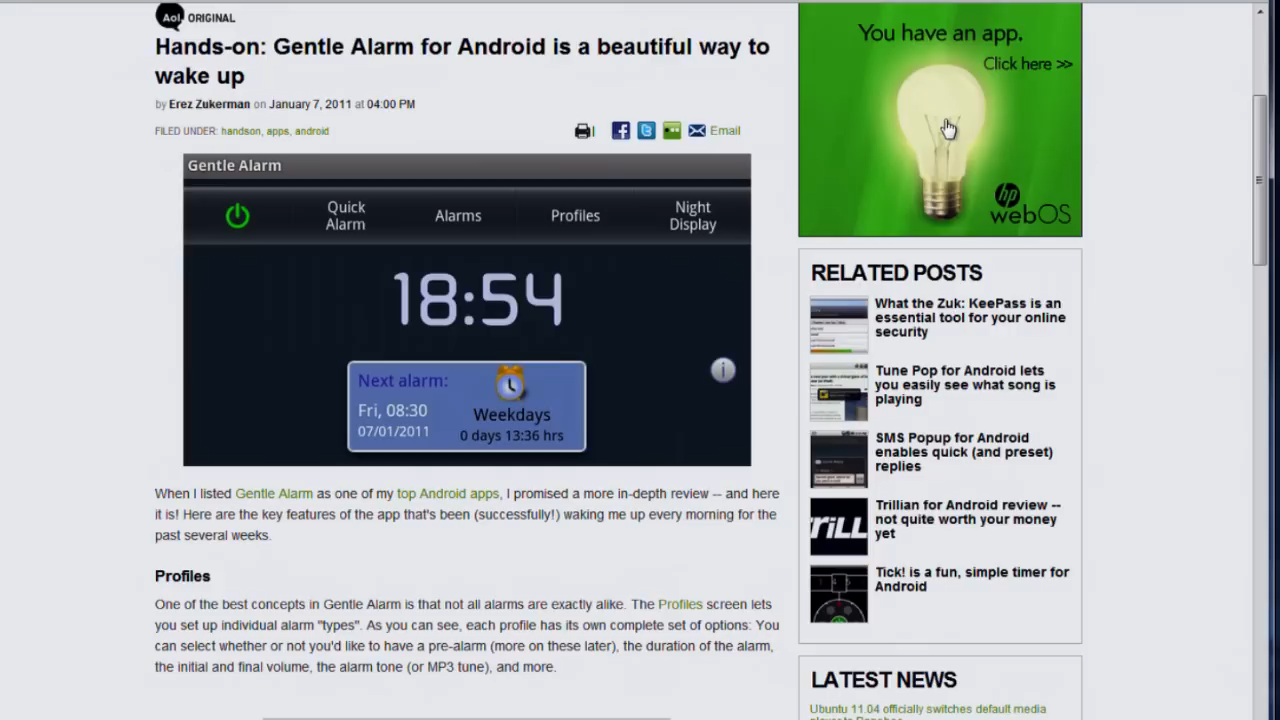 Aol ORIGINAL
Hands-on: Gentle Alarm for Android is a beautiful way to
wake up
by Erez Zukerman on January 7, 2011 at 04:00 PM
FILED UNDER: handson, apps, android
Email
Gentle Alarm
Quick
Alarm
Alarms
Profiles
Night
Display
18:54
Next alarm:
Fri, 08:30
07/01/2011
Weekdays
0 days 13:36 hrs
i
When I listed Gentle Alarm as one of my top Android apps, I promised a more in-depth review -- and here
it is! Here are the key features of the app that's been (successfully!) waking me up every morning for the
past several weeks.
Profiles
One of the best concepts in Gentle Alarm is that not all alarms are exactly alike. The Profiles screen lets
you set up individual alarm "types". As you can see, each profile has its own complete set of options: You
can select whether or not you'd like to have a pre-alarm (more on these later), the duration of the alarm,
the initial and final volume, the alarm tone (or MP3 tune), and more.
You have an app.
Click here >>
hp
webOS
RELATED POSTS
What the Zuk: KeePass is an
essential tool for your online
security
Tune Pop for Android lets
you easily see what song is
playing
SMS Popup for Android
enables quick (and preset)
replies
TRILL
Trillian for Android review --
not quite worth your money
yet
Tick! is a fun, simple timer for
Android
LATEST NEWS
Ubuntu 11.04 officially switches default media